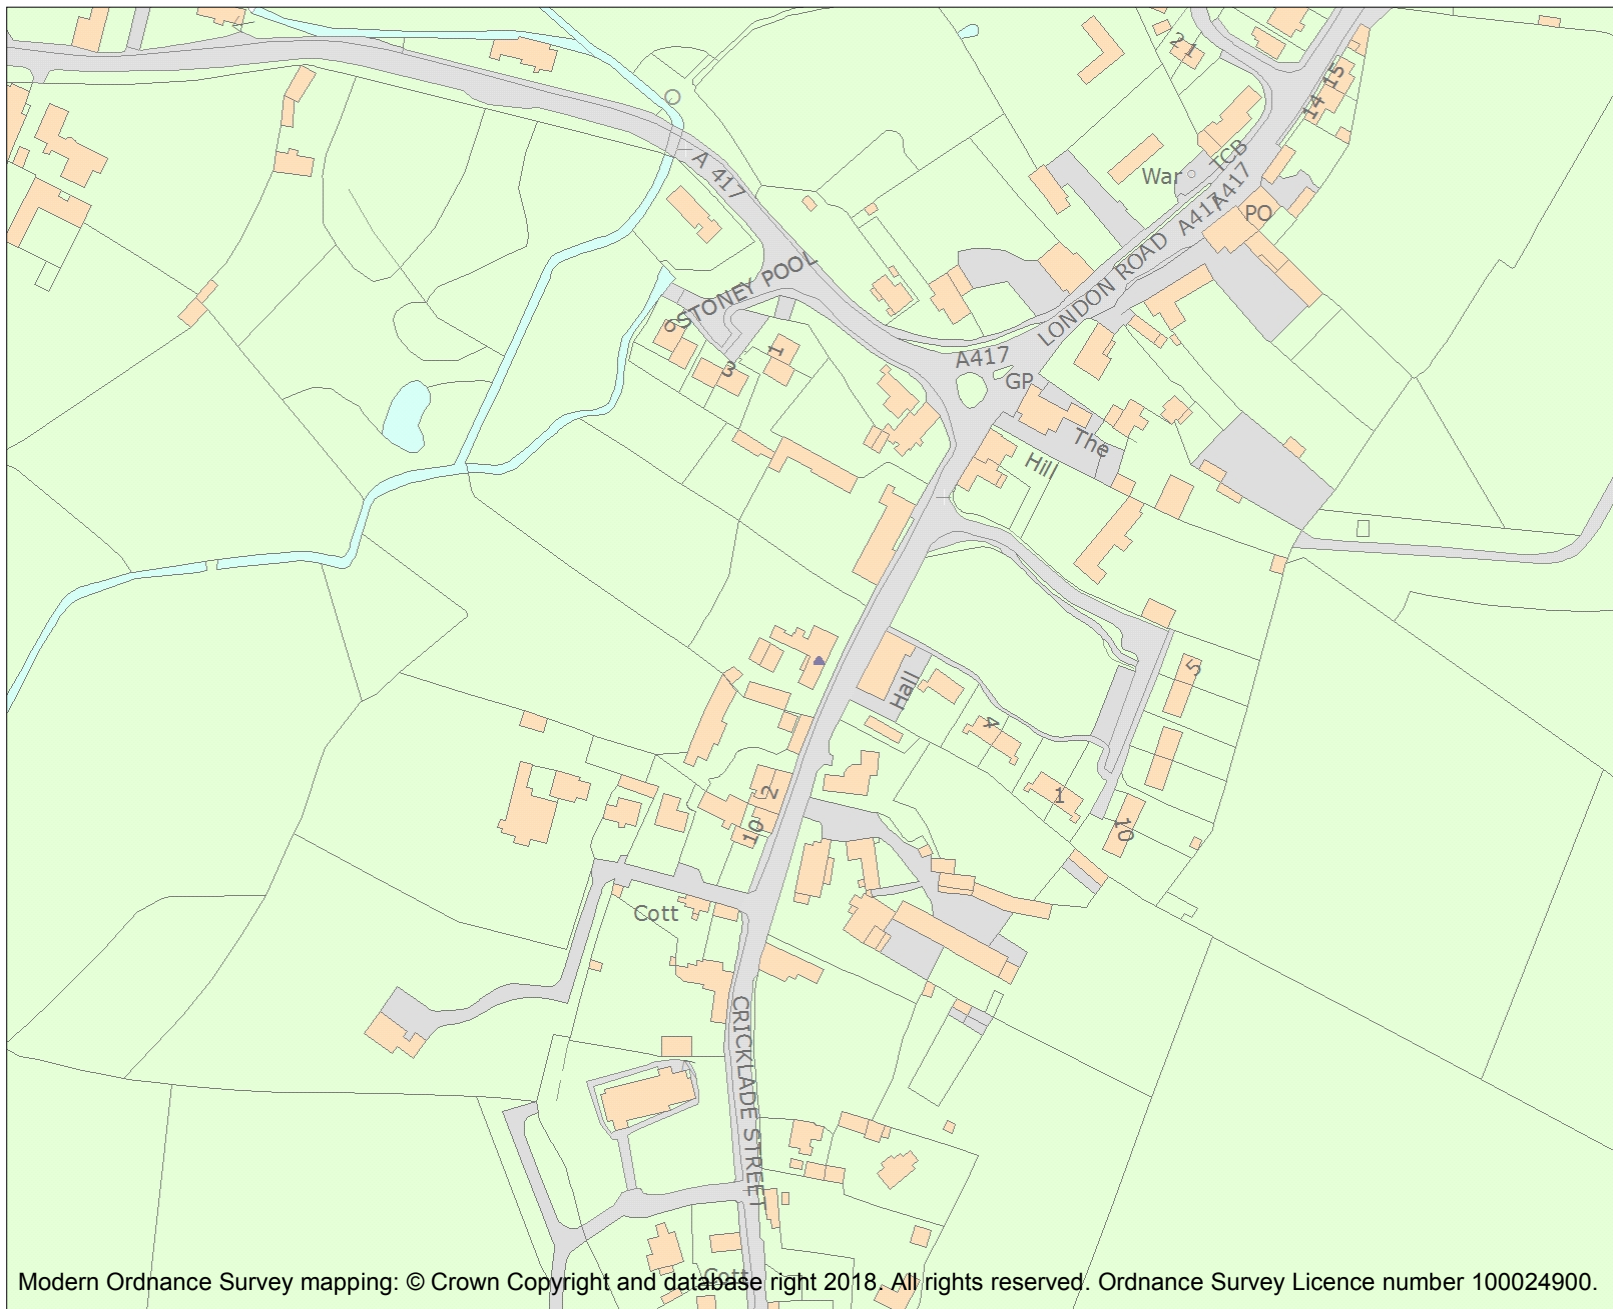 2
1
15
14
TCB
A 417
War
A417
A417
PO
STONEY POOL
LONDON ROAD
6
1
3
A417
GP
The
Hill
5
Hall
4
2
1
10
10
Cott
CRICKLADE STREET
Cott
Modern Ordnance Survey mapping: © Crown Copyright and database right 2018. All rights reserved. Ordnance Survey Licence number 100024900.